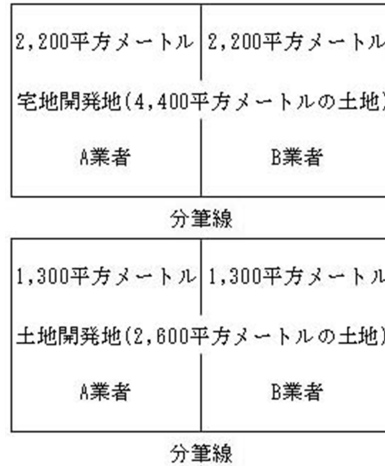 2,200平方メートル 2,200平方メートル
宅地開発地(4,400平方メートルの土地)
A業者 B業者
分筆線
1,300平方メートル 1,300平方メートル
土地開発地(2,600平方メートルの土地)
A業者 B業者
分筆線